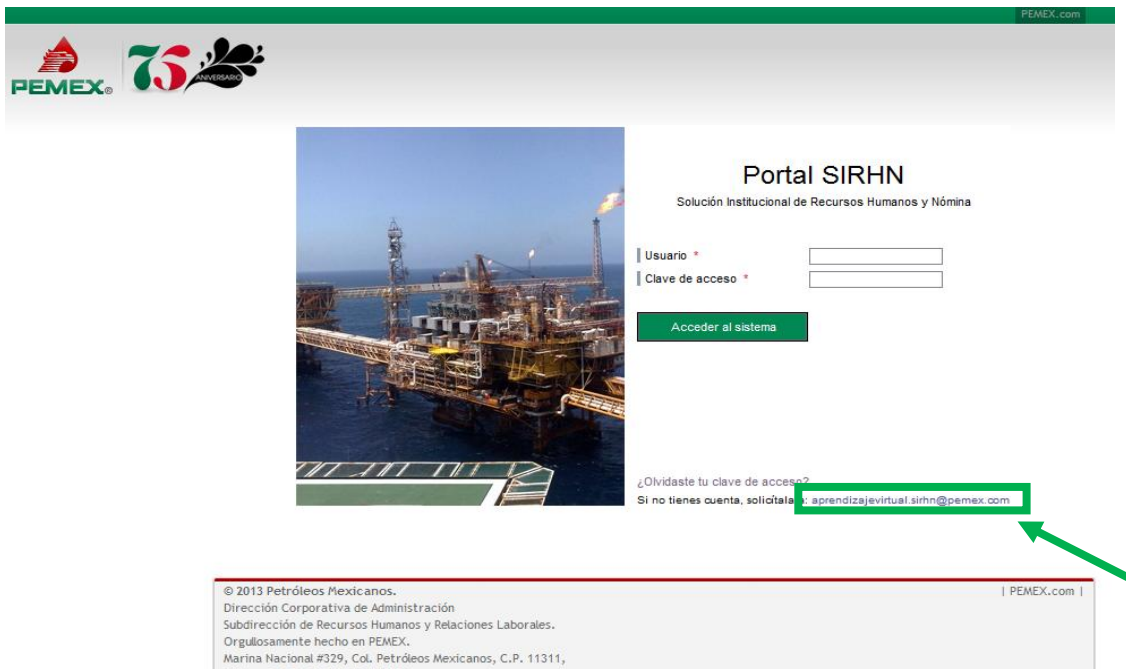 PEMEX.com
PEMEX®
75
ANIVERSARIO
Portal SIRHN
Solución Institucional de Recursos Humanos y Nómina
Usuario *
Clave de acceso *
Acceder al sistema
¿Olvidaste tu clave de acceso?
Si no tienes cuenta, solicítala a: aprendizajevirtual.sirhn@pemex.com
© 2013 Petróleos Mexicanos.
| PEMEX.com |
Dirección Corporativa de Administración
Subdirección de Recursos Humanos y Relaciones Laborales.
Orgullosamente hecho en PEMEX.
Marina Nacional #329, Col. Petróleos Mexicanos, C.P. 11311,